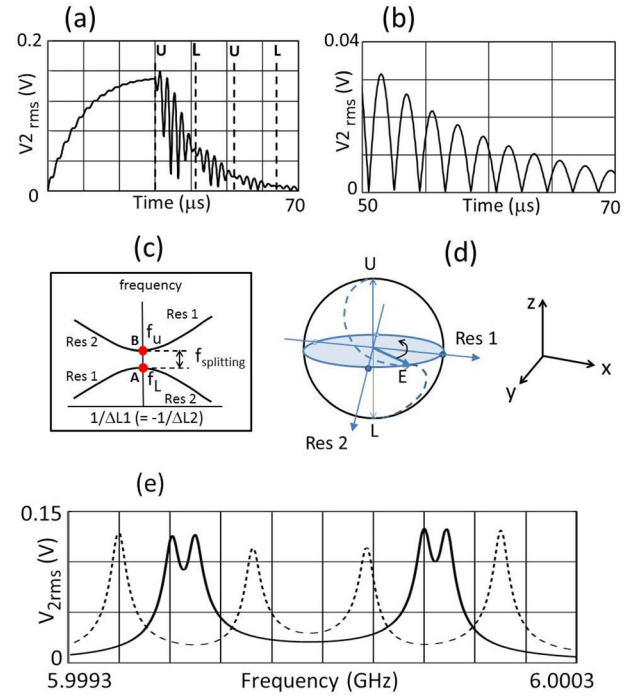 (a)
0.2
U L U L
V2 rms (V)
0
Time (μs)
70
(b)
0.04
V2 rms (V)
0
50
Time (μs)
70
(c)
frequency
Res 1
Res 2
B
fu
fsplitting
Res 1
A
fL
Res 2
1/ΔL1 (= -1/ΔL2)
(d)
U
Res 1
E
Res 2
L
z
x
y
(e)
0.15
V2rms (V)
0
5.9993
Frequency (GHz)
6.0003